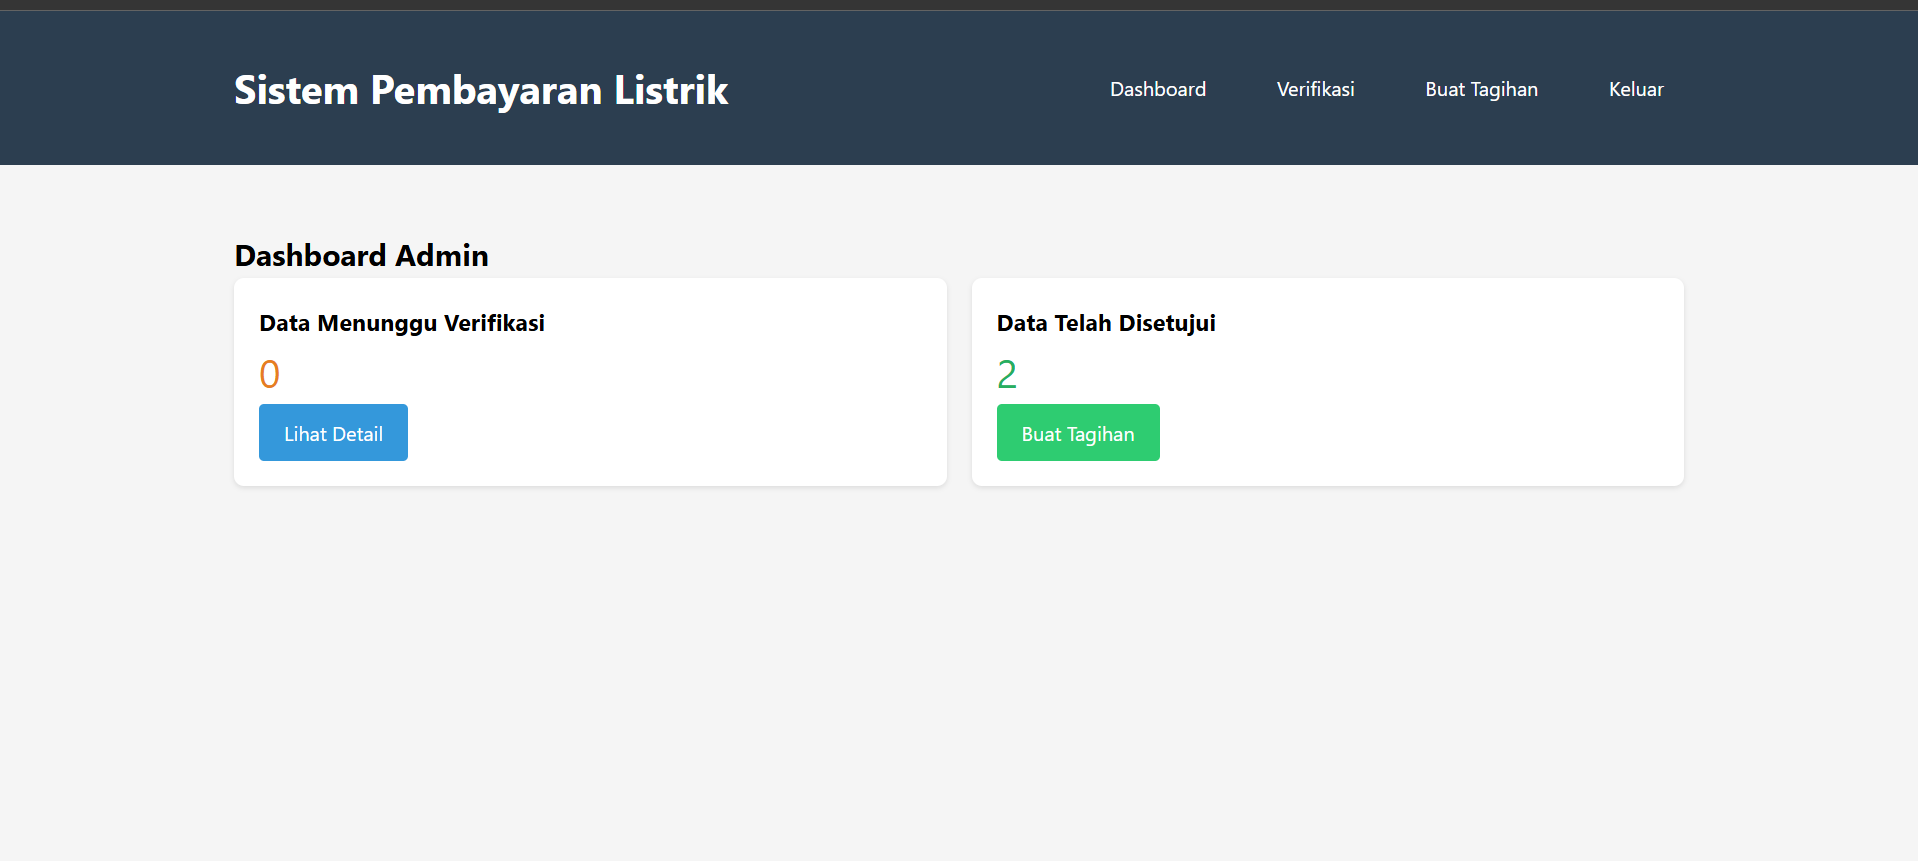 Sistem Pembayaran Listrik
Dashboard Verifikasi Buat Tagihan Keluar
Dashboard Admin
Data Menunggu Verifikasi
0
Lihat Detail
Data Telah Disetujui
2
Buat Tagihan